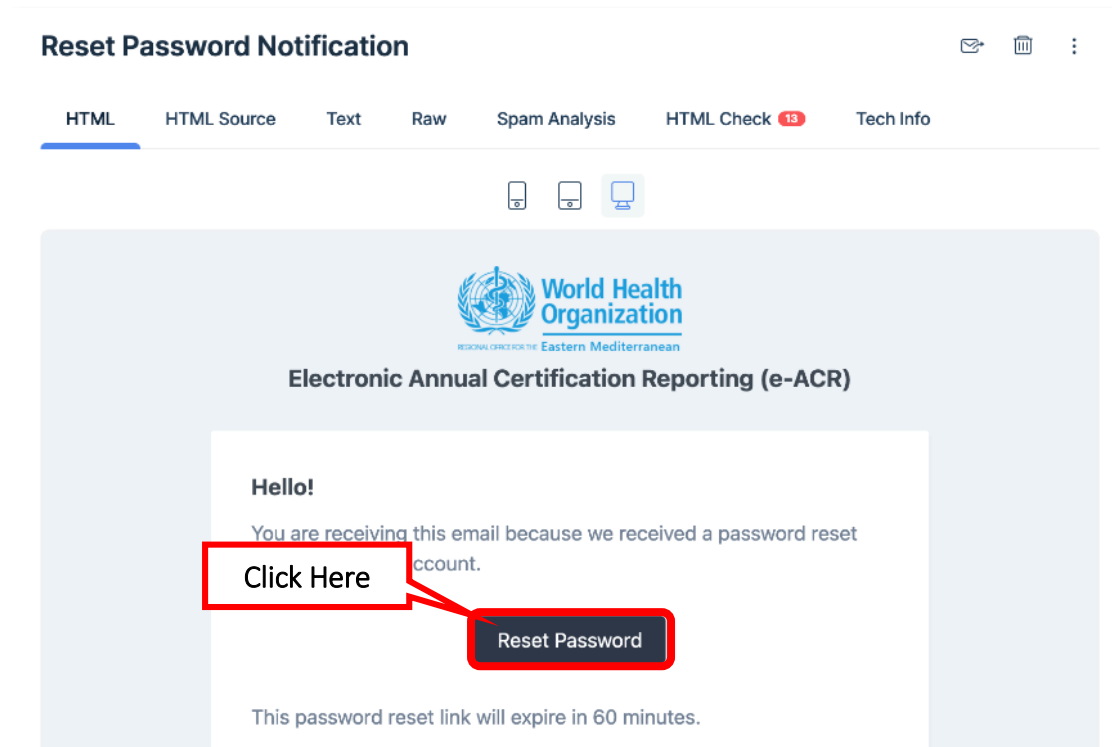 Reset Password Notification
HTML HTML Source Text Raw Spam Analysis HTML Check 13 Tech Info
World Health
Organization
REGIONAL OFFICE FOR THE Eastern Mediterranean
Electronic Annual Certification Reporting (e-ACR)
Hello!
You are receiving this email because we received a password reset
ccount.
Click Here
Reset Password
This password reset link will expire in 60 minutes.